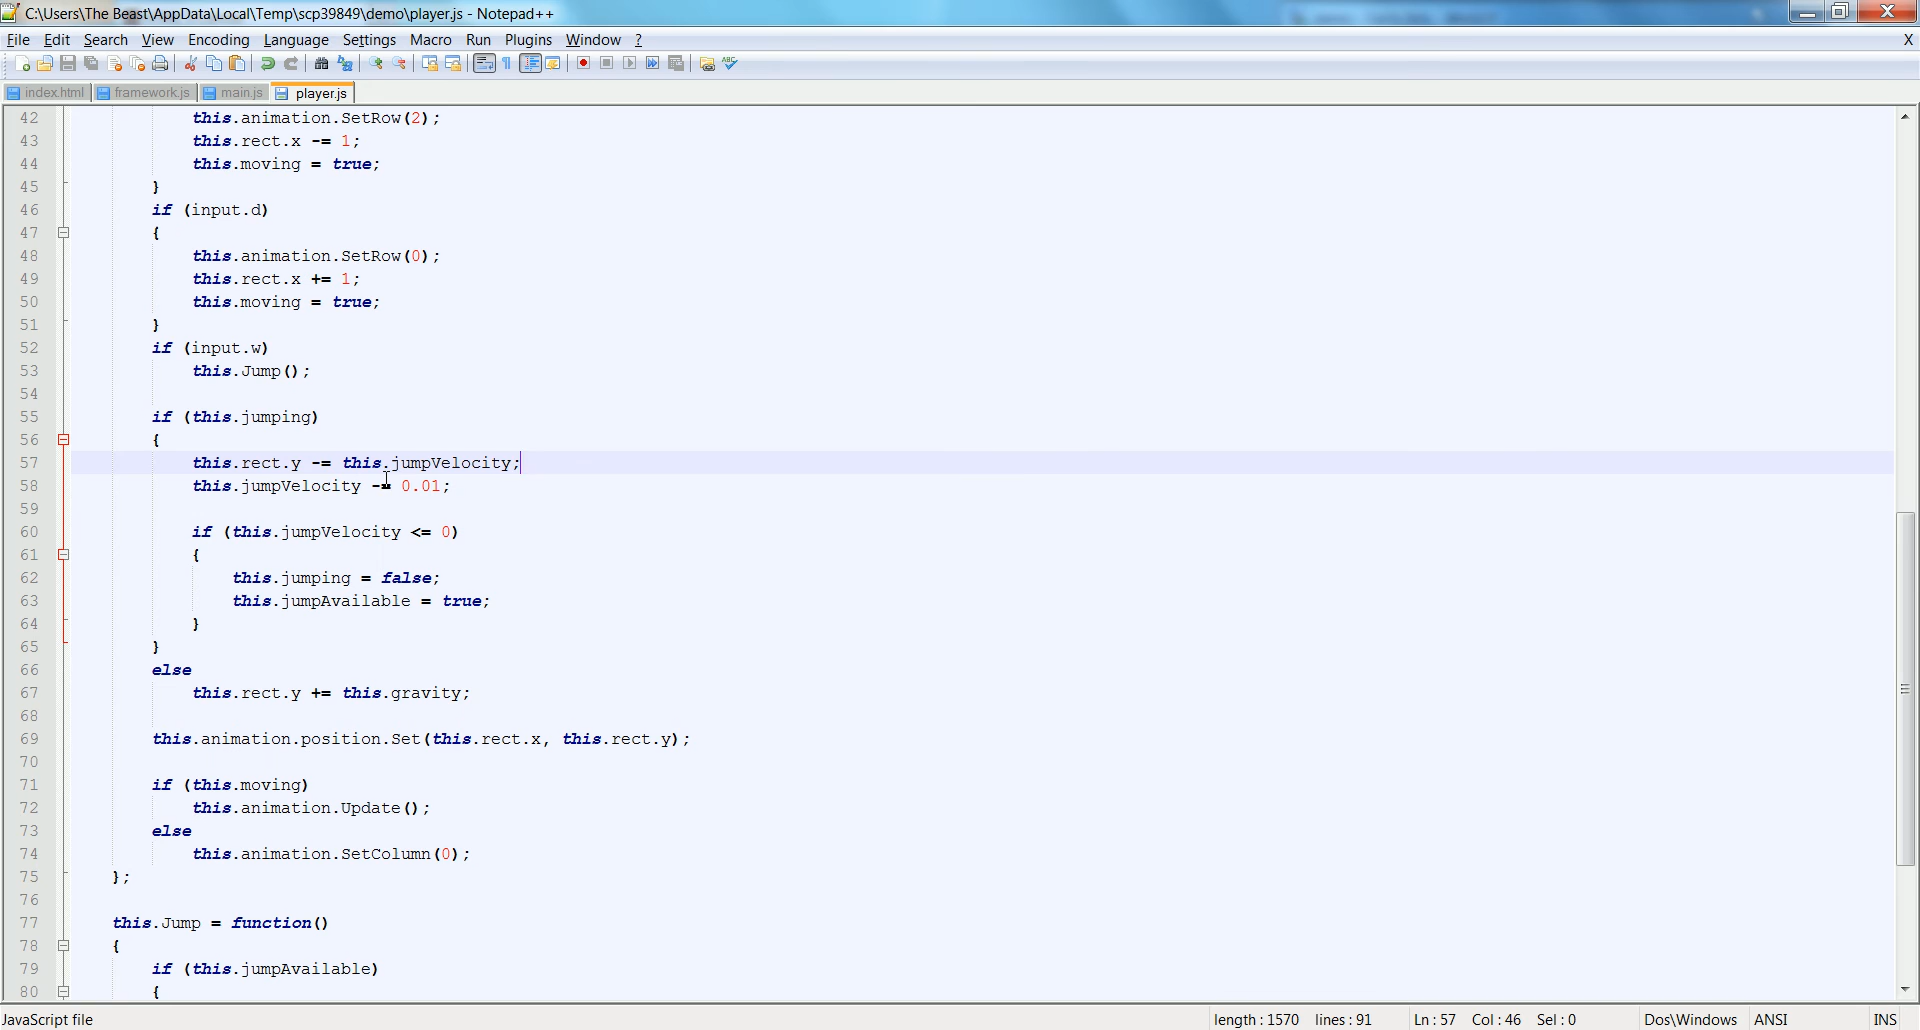 C:\Users\The Beast\AppData\Local\Temp\scp39849\demo\player.js - Notepad++
File Edit Search View Encoding Language Settings Macro Run Plugins Window ? X
index.html framework.js main.js player.js
42 this.animation.SetRow(2);
43 this.rect.x -= 1;
44 this.moving = true;
45 }
46 if (input.d)
47 {
48 this.animation.SetRow(0);
49 this.rect.x += 1;
50 this.moving = true;
51 }
52 if (input.w)
53 this.Jump();
54
55 if (this.jumping)
56 {
57 this.rect.y -= this.jumpVelocity;
58 this.jumpVelocity -= 0.01;
59
60 if (this.jumpVelocity <= 0)
61 {
62 this.jumping = false;
63 this.jumpAvailable = true;
64 }
65 }
66 else
67 this.rect.y += this.gravity;
68
69 this.animation.position.Set(this.rect.x, this.rect.y);
70
71 if (this.moving)
72 this.animation.Update();
73 else
74 this.animation.SetColumn(0);
75 };
76
77 this.Jump = function()
78 {
79 if (this.jumpAvailable)
80 {
JavaScript file length : 1570 lines : 91 Ln : 57 Col : 46 Sel : 0 Dos\Windows ANSI INS